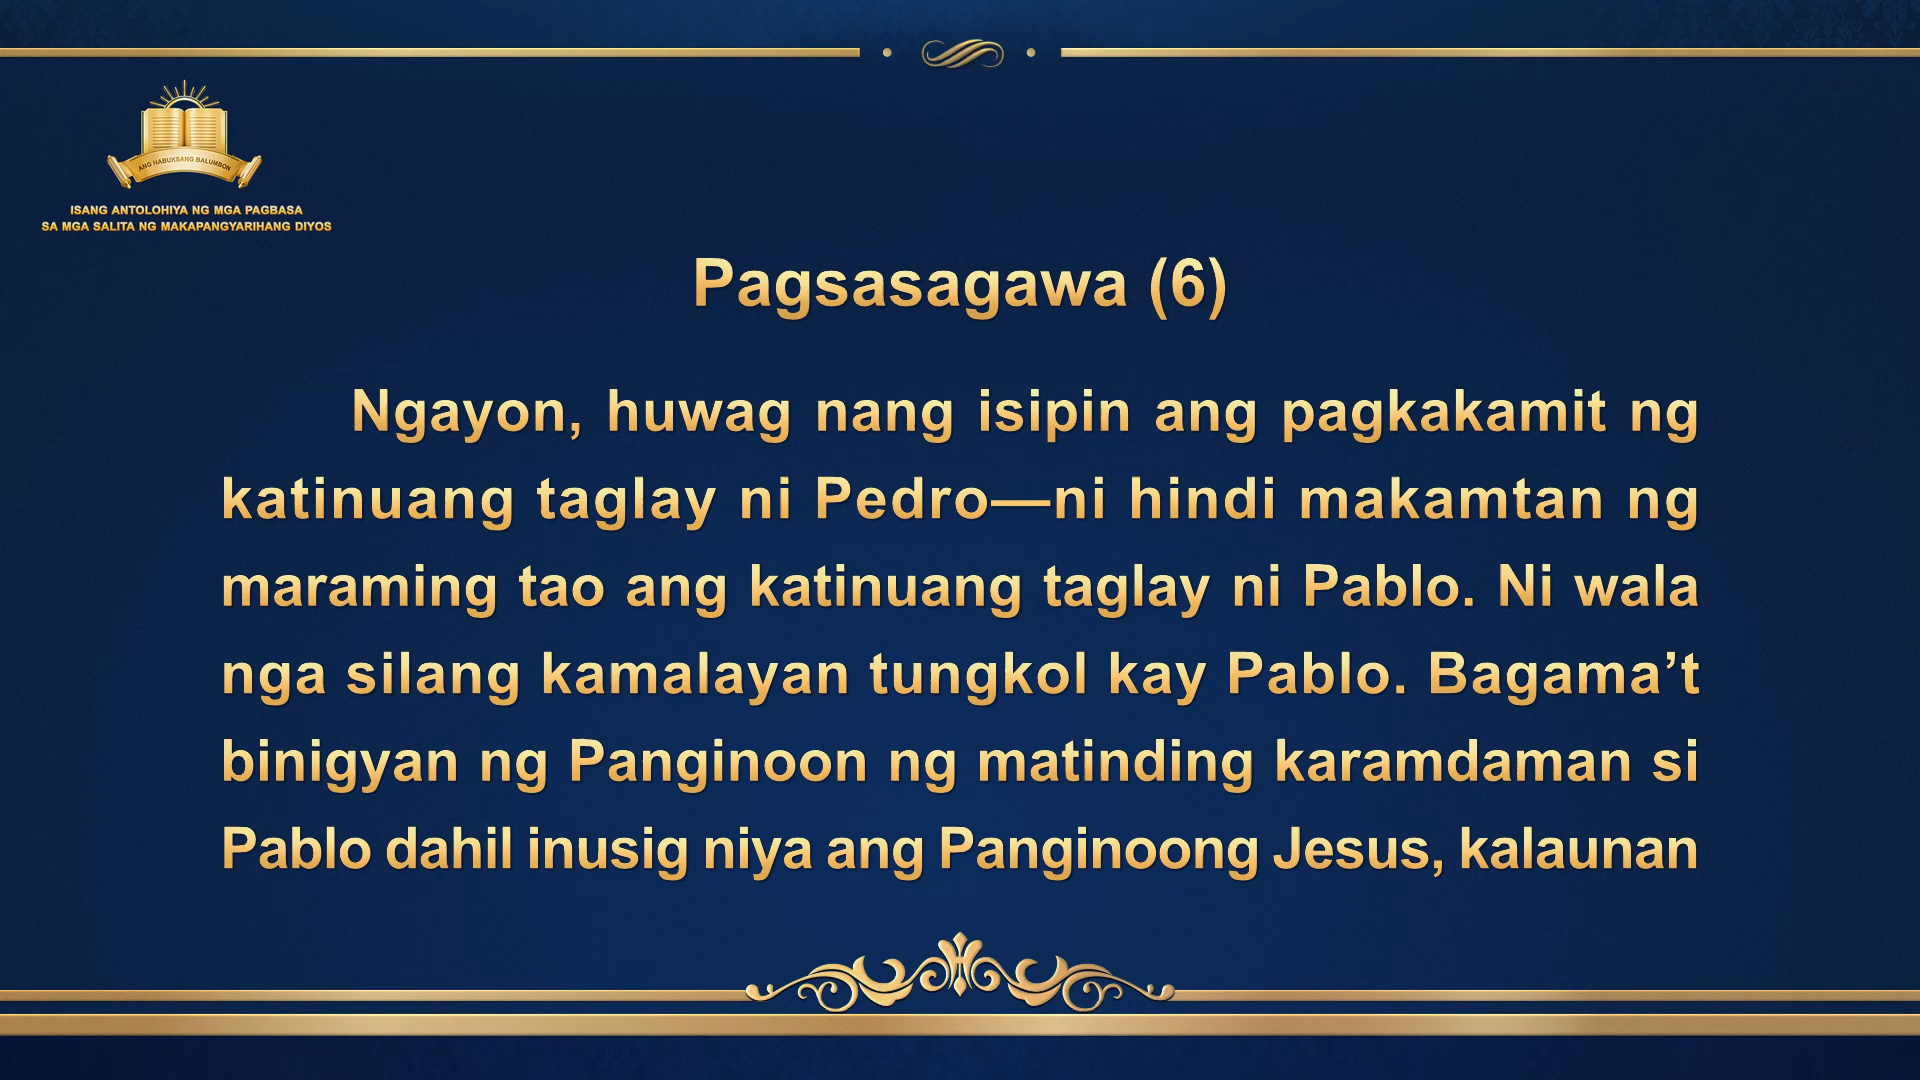 ANG NABUKSANG BALUMBON
ISANG ANTOLOHIYA NG MGA PAGBASA
SA MGA SALITA NG MAKAPANGYARIHANG DIYOS
Pagsasagawa (6)
Ngayon, huwag nang isipin ang pagkakamit ng
katinuang taglay ni Pedro—ni hindi makamtan ng
maraming tao ang katinuang taglay ni Pablo. Ni wala
nga silang kamalayan tungkol kay Pablo. Bagama’t
binigyan ng Panginoon ng matinding karamdaman si
Pablo dahil inusig niya ang Panginoong Jesus, kalaunan